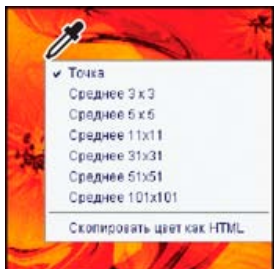 Точка
Среднее 3 x 3
Среднее 5 x 5
Среднее 11x11
Среднее 31x31
Среднее 51x51
Среднее 101x101
Скопировать цвет как HTML